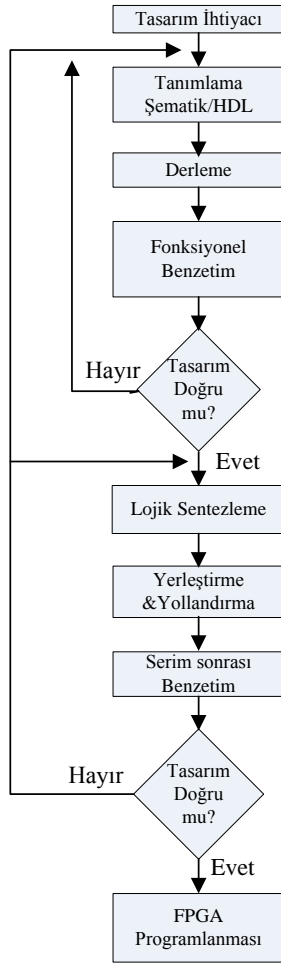 Tasarım İhtiyacı
Tanımlama
Şematik/HDL
Derleme
Fonksiyonel
Benzetim
Hayır
Tasarım
Doğru
mu?
Evet
Lojik Sentezleme
Yerleştirme
&Yollandırma
Serim sonrası
Benzetim
Hayır
Tasarım
Doğru
mu?
Evet
FPGA
Programlanması